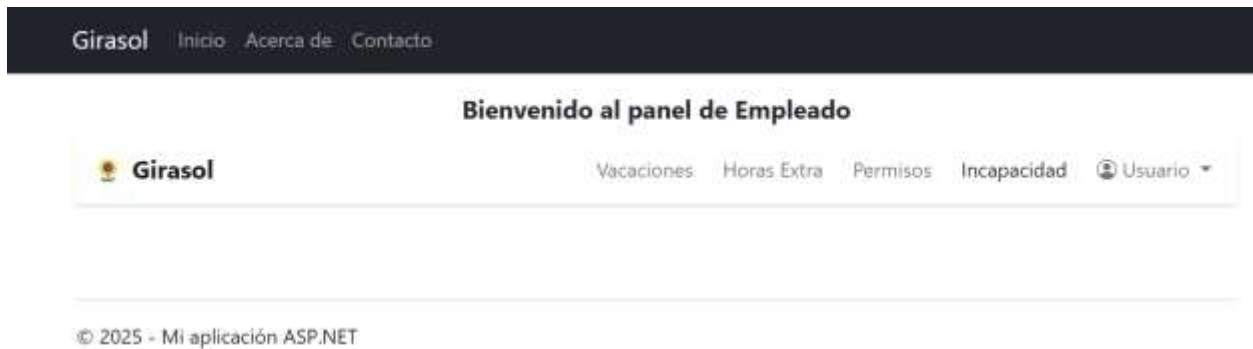 Girasol Inicio Acerca de Contacto
Bienvenido al panel de Empleado
Girasol Vacaciones Horas Extra Permisos Incapacidad Usuario
© 2025 - Mi aplicación ASP.NET